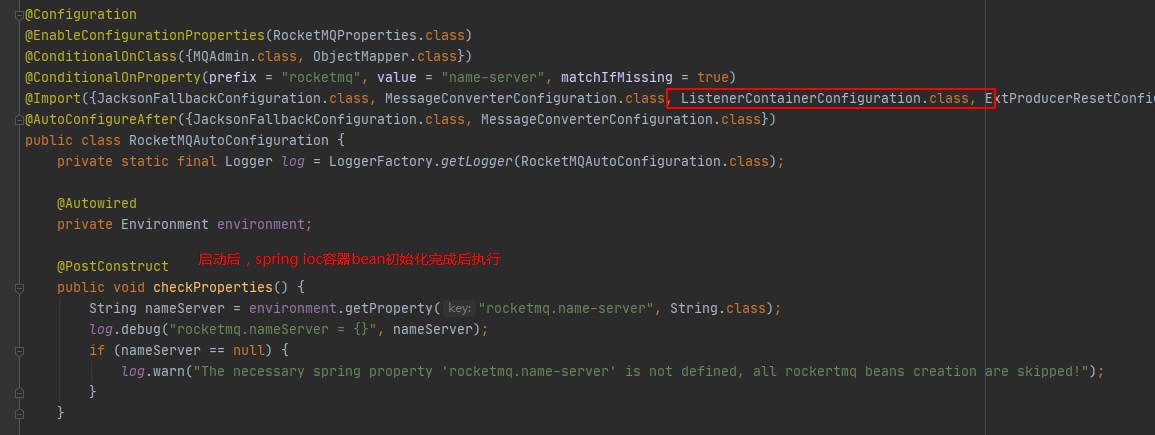 @Configuration
@EnableConfigurationProperties(RocketMQProperties.class)
@ConditionalOnClass({MQAdmin.class, ObjectMapper.class})
@ConditionalOnProperty(prefix = "rocketmq", value = "name-server", matchIfMissing = true)
@Import({JacksonFallbackConfiguration.class, MessageConverterConfiguration.class, ListenerContainerConfiguration.class, ExtProducerResetConfi
@AutoConfigureAfter({JacksonFallbackConfiguration.class, MessageConverterConfiguration.class})
public class RocketMQAutoConfiguration {
    private static final Logger log = LoggerFactory.getLogger(RocketMQAutoConfiguration.class);
    @Autowired
    private Environment environment;
启动后，spring ioc容器bean初始化完成后执行
    @PostConstruct
    public void checkProperties() {
        String nameServer = environment.getProperty( key: "rocketmq.name-server", String.class);
        log.debug("rocketmq.nameServer = {}", nameServer);
        if (nameServer == null) {
            log.warn("The necessary spring property 'rocketmq.name-server' is not defined, all rockertmq beans creation are skipped!");
        }
    }